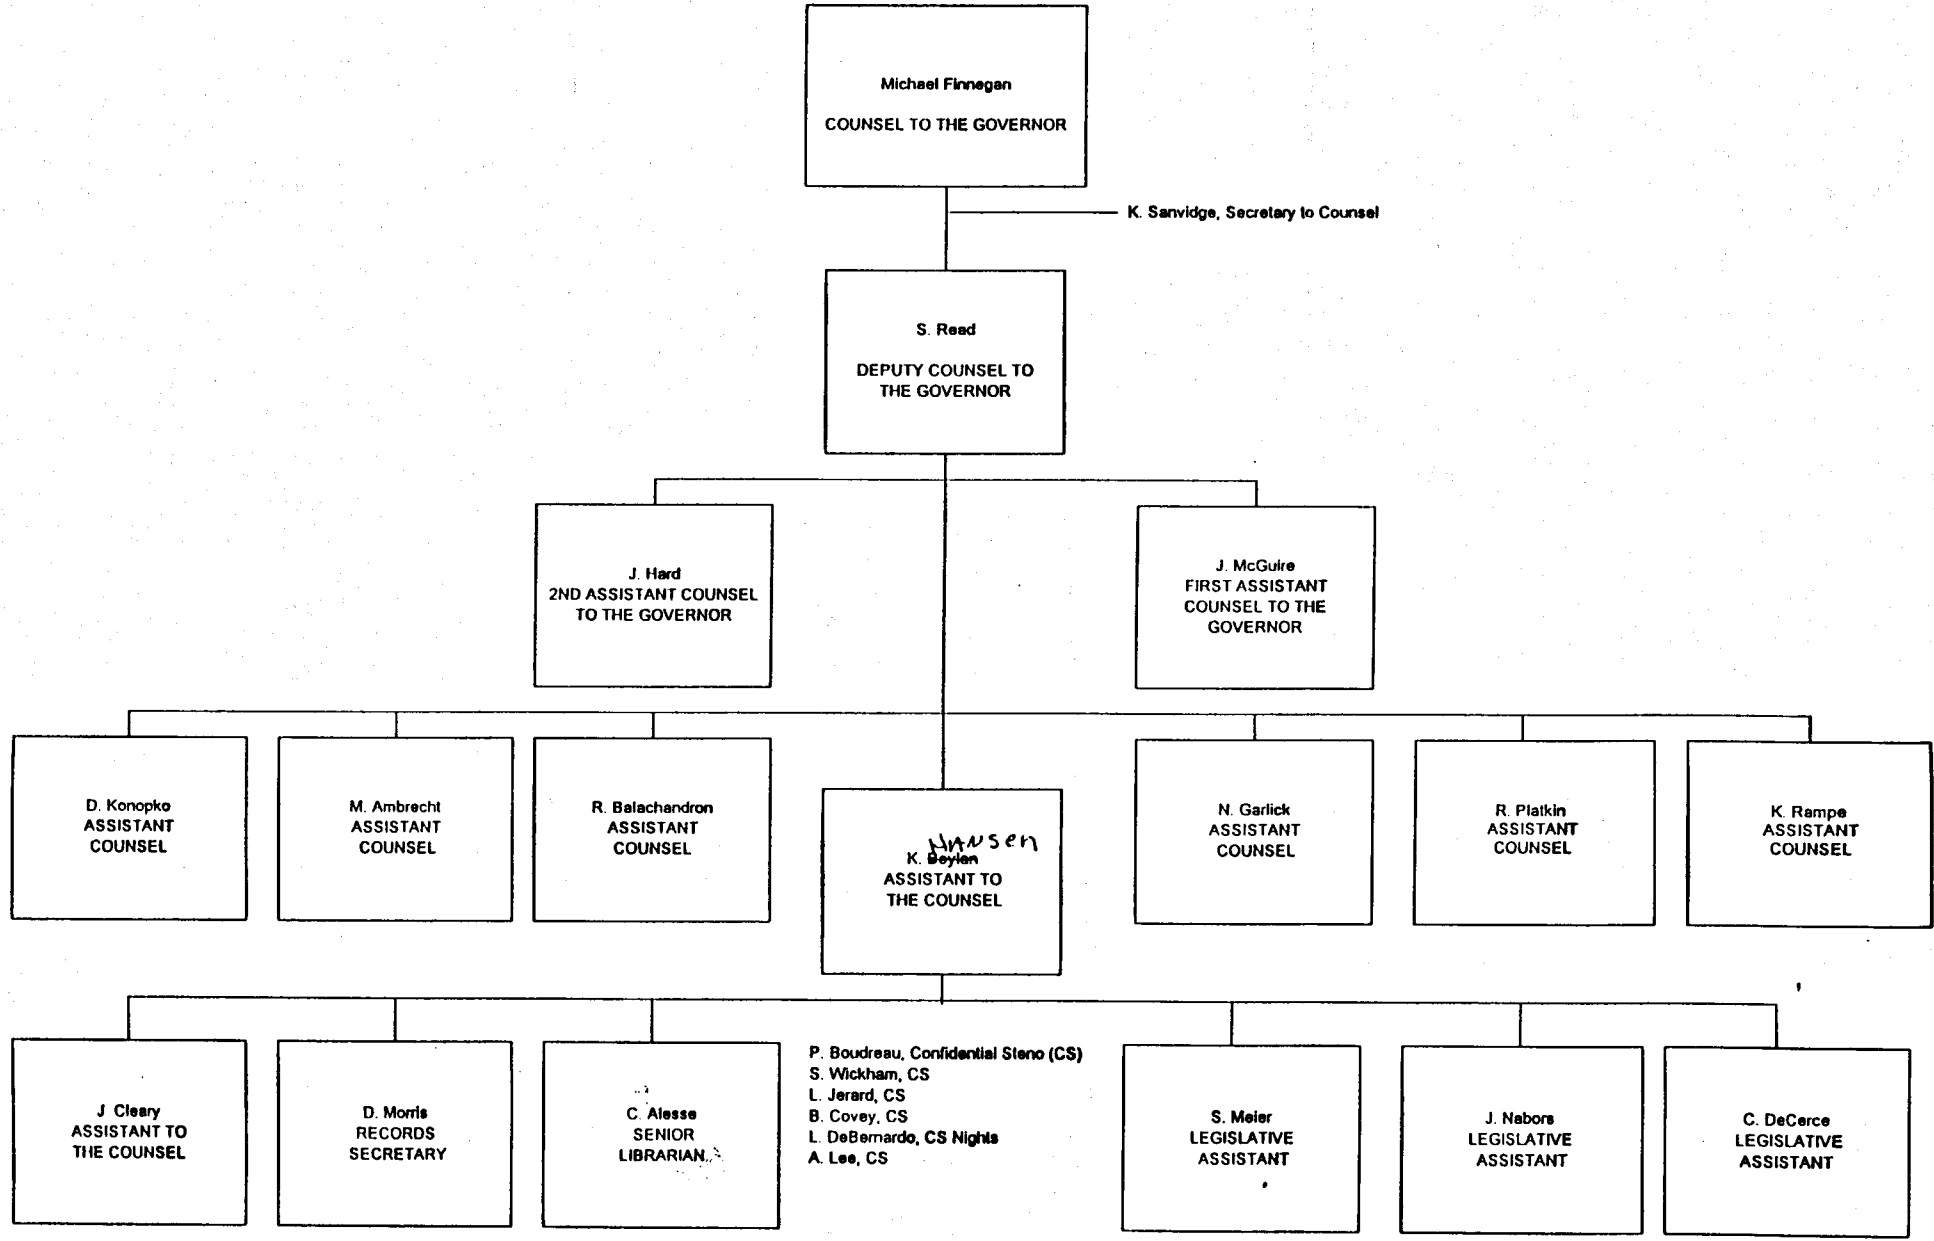 Michael Finnegan
COUNSEL TO THE GOVERNOR
K. Sanvidge, Secretary to Counsel
S. Read
DEPUTY COUNSEL TO
THE GOVERNOR
J. Hard
2ND ASSISTANT COUNSEL
TO THE GOVERNOR
J. McGuire
FIRST ASSISTANT
COUNSEL TO THE
GOVERNOR
D. Konopko
ASSISTANT
COUNSEL
M. Ambrecht
ASSISTANT
COUNSEL
R. Balachandron
ASSISTANT
COUNSEL
HANSEN
K. Boylan
ASSISTANT TO
THE COUNSEL
N. Garlick
ASSISTANT
COUNSEL
R. Platkin
ASSISTANT
COUNSEL
K. Rampe
ASSISTANT
COUNSEL
J. Cleary
ASSISTANT TO
THE COUNSEL
D. Morris
RECORDS
SECRETARY
C. Alesse
SENIOR
LIBRARIAN
P. Boudreau, Confidential Steno (CS)
S. Wickham, CS
L. Jerard, CS
B. Covey, CS
L. DeBernardo, CS Nights
A. Lee, CS
S. Meier
LEGISLATIVE
ASSISTANT
J. Nabors
LEGISLATIVE
ASSISTANT
C. DeCerce
LEGISLATIVE
ASSISTANT